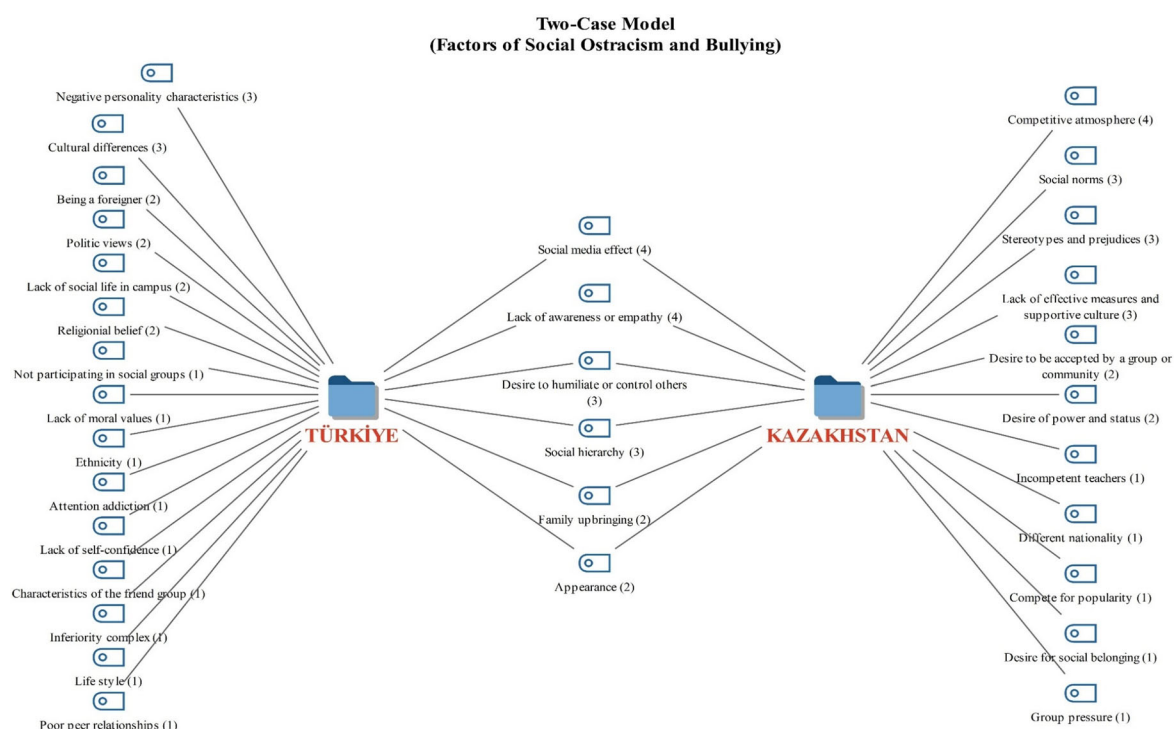 Two-Case Model
(Factors of Social Ostracism and Bullying)
Negative personality characteristics (3)
Cultural differences (3)
Being a foreigner (2)
Politic views (2)
Lack of social life in campus (2)
Religionial belief (2)
Not participating in social groups (1)
Lack of moral values (1)
Ethnicity (1)
Attention addiction (1)
Lack of self-confidence (1)
Characteristics of the friend group (1)
Inferiority complex (1)
Life style (1)
Poor peer relationships (1)
TÜRKİYE
Social media effect (4)
Lack of awareness or empathy (4)
Desire to humiliate or control others
(3)
Social hierarchy (3)
Family upbringing (2)
Appearance (2)
KAZAKHSTAN
Competitive atmosphere (4)
Social norms (3)
Stereotypes and prejudices (3)
Lack of effective measures and
supportive culture (3)
Desire to be accepted by a group or
community (2)
Desire of power and status (2)
Incompetent teachers (1)
Different nationality (1)
Compete for popularity (1)
Desire for social belonging (1)
Group pressure (1)